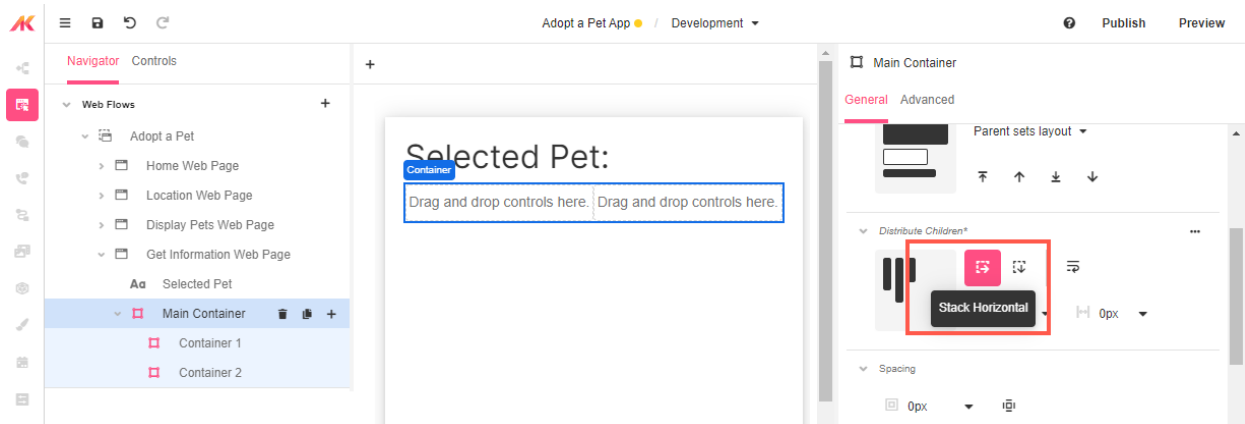 Adopt a Pet App / Development
Publish
Preview
Navigator Controls
Web Flows
Adopt a Pet
Home Web Page
Location Web Page
Display Pets Web Page
Get Information Web Page
Aa Selected Pet
Main Container
Container 1
Container 2
Selected Pet:
Container
Drag and drop controls here. Drag and drop controls here.
Main Container
General Advanced
Parent sets layout
Distribute Children*
Stack Horizontal
0px
Spacing
0px